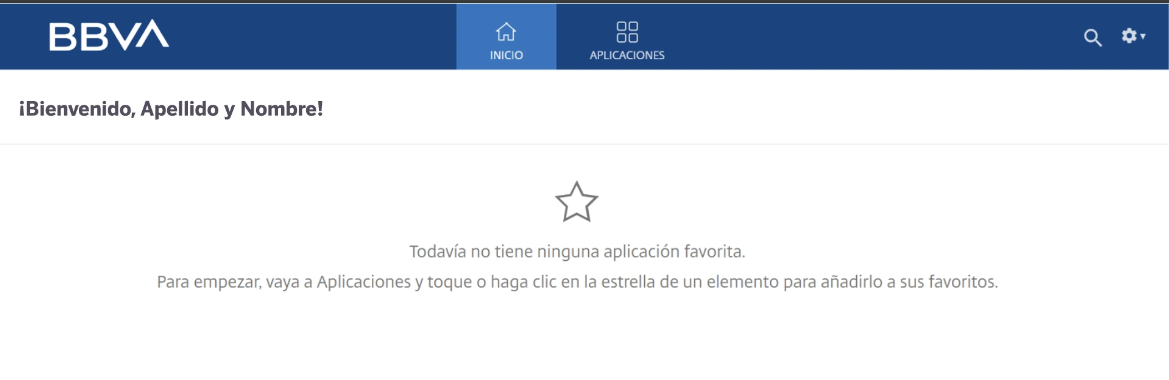 BBVA
INICIO
APLICACIONES
¡Bienvenido, Apellido y Nombre!
Todavía no tiene ninguna aplicación favorita.
Para empezar, vaya a Aplicaciones y toque o haga clic en la estrella de un elemento para añadirlo a sus favoritos.